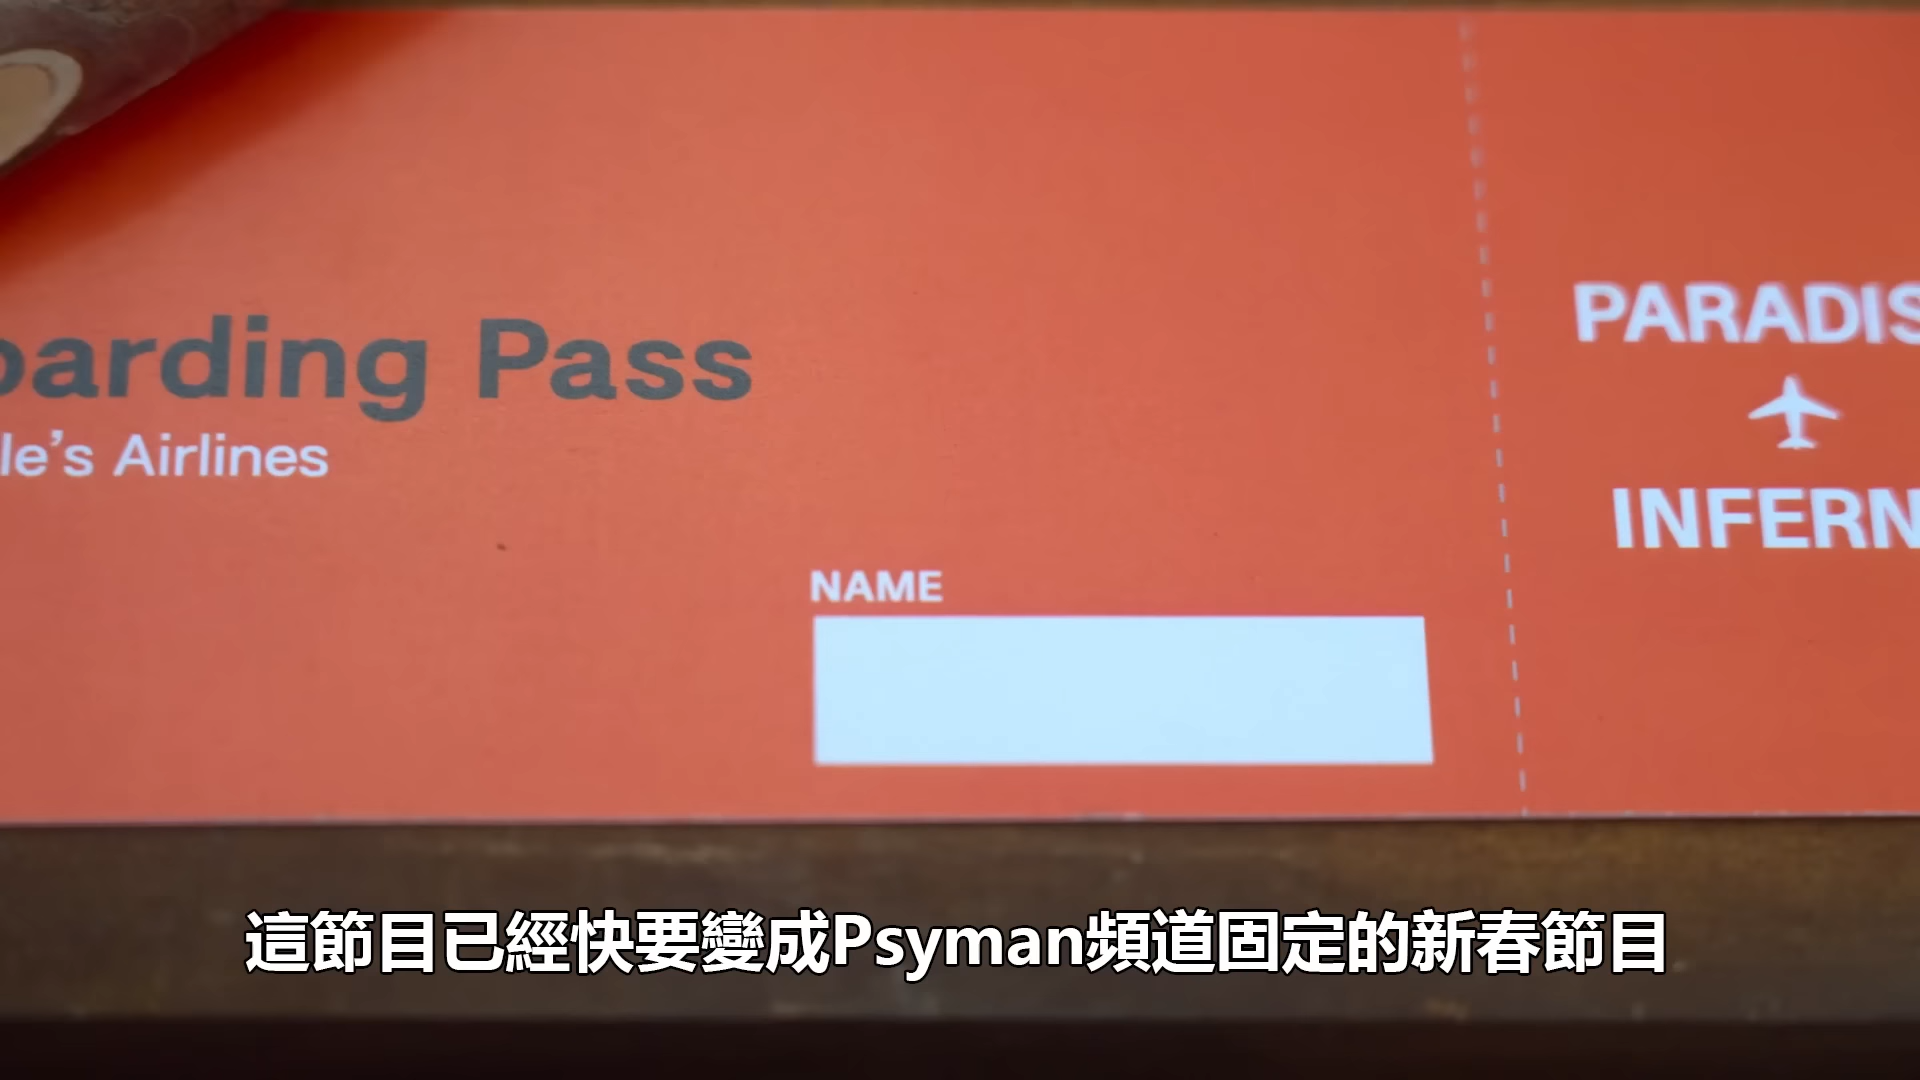 oarding Pass
le's Airlines
NAME
PARADIS
INFERN
這節目已經快要變成Psyman頻道固定的新春節目